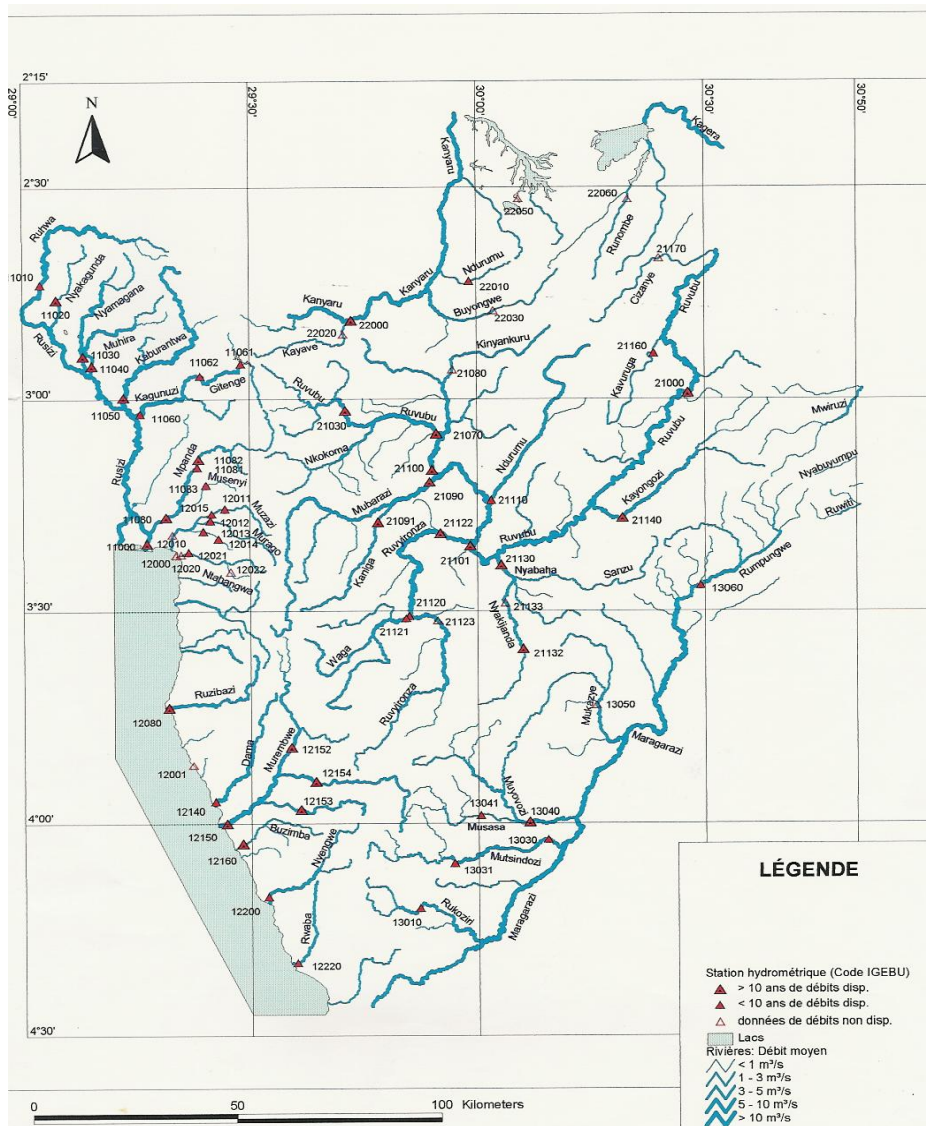 2°15'
29°00'
29°30'
30°00'
30°30'
30°50'
N
Kagera
Kanyaru
2°30'
22050
22060
Runombe
Ruhwa
21170
Nyakagunda
Ndurumu
22010
Cizanye
Kanyaru
Ruvubu
11020
Nyamagana
Kanyaru
22000
Buyongwe
22030
Rusizi
Muhira
Kaburantwa
22020
Kayave
Kinyankuru
21160
11030
11040
11062
11061
21080
Kavuruga
Gitenge
Kagunuzi
21000
3°00'
11050
11060
Ruvubu
21030
Ruvubu
21070
Mwiruzi
Ruvubu
Nkokoma
Ndurumu
Rusizi
Mpanda
11082
11081
Musenyi
21100
Nyabuyumpu
11083
21090
Kayongozi
12011
Mubarazi
21110
Ruwiti
12015
Muzazi
11080
12012
21091
21122
21140
12013
Murago
Ruvyironza
Ruvubu
12010
12014
11000
21101
21130
Rumpungwe
12000
12021
Nyabaha
Sanzu
12020
12022
Kaniga
13060
Ntabangwa
21120
21133
3°30'
21121
21123
Nyakijanda
Waga
21132
Ruzibazi
Ruvyironza
13050
Mukazye
12080
Maragarazi
12152
Dama
Murembwe
12001
12154
Muyovozi
12153
13041
13040
12140
4°00'
Musasa
12150
Buzimba
13030
12160
Mutsindozi
13031
12200
Rukoziri
13010
Maragarazi
Rwaba
12220
4°30'
LÉGENDE
Station hydrométrique (Code IGEBU)
> 10 ans de débits disp.
< 10 ans de débits disp.
données de débits non disp.
Lacs
Rivières: Débit moyen
< 1 m³/s
1 - 3 m³/s
3 - 5 m³/s
5 - 10 m³/s
> 10 m³/s
0 50 100 Kilometers